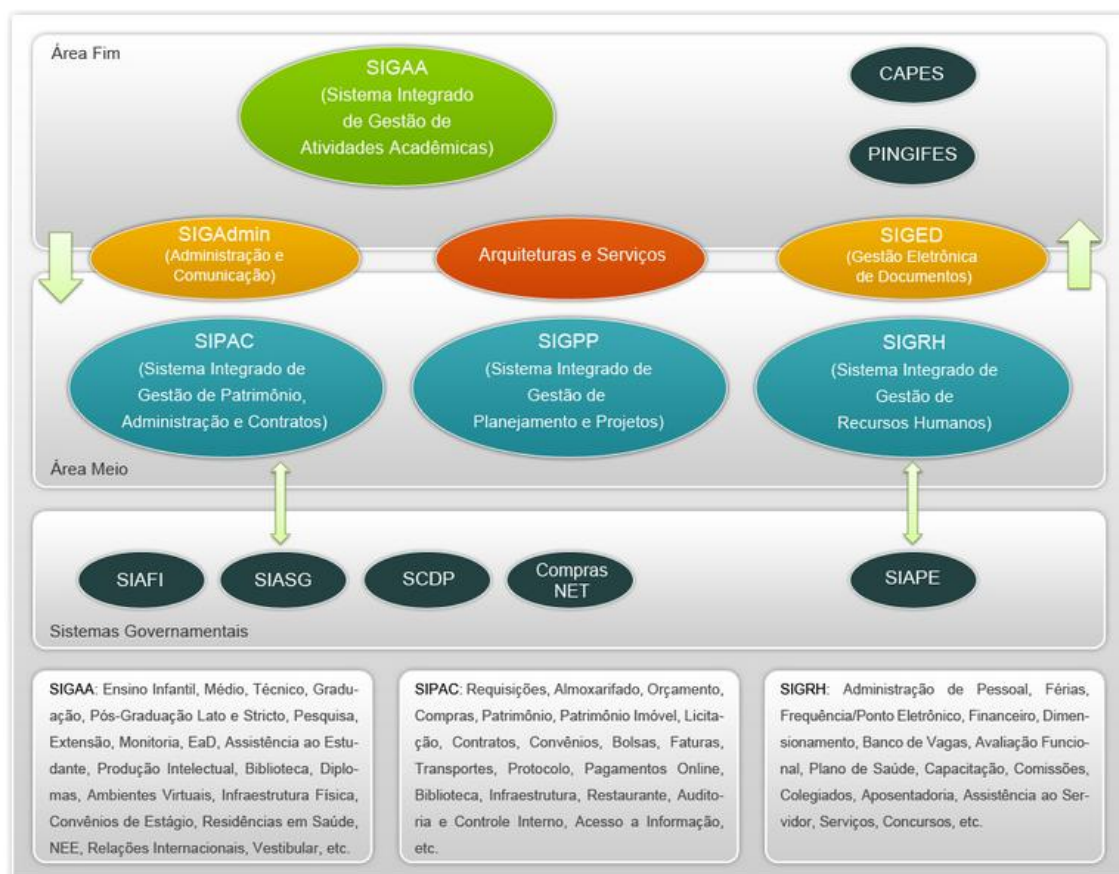 Área Fim
SIGAA
(Sistema Integrado
de Gestão de
Atividades Acadêmicas)
CAPES
PINGIFES
SIGAdmin
(Administração e
Comunicação)
Arquiteturas e Serviços
SIGED
(Gestão Eletrônica
de Documentos)
SIPAC
(Sistema Integrado de
Gestão de Patrimônio,
Administração e Contratos)
SIGPP
(Sistema Integrado de
Gestão de
Planejamento e Projetos)
SIGRH
(Sistema Integrado de
Gestão de
Recursos Humanos)
Área Meio
SIAFI
SIASG
SCDP
Compras
NET
SIAPE
Sistemas Governamentais
SIGAA: Ensino Infantil, Médio, Técnico, Gradu-
ação, Pós-Graduação Lato e Stricto, Pesquisa,
Extensão, Monitoria, EaD, Assistência ao Estu-
dante, Produção Intelectual, Biblioteca, Diplo-
mas, Ambientes Virtuais, Infraestrutura Física,
Convênios de Estágio, Residências em Saúde,
NEE, Relações Internacionais, Vestibular, etc.
SIPAC: Requisições, Almoxarifado, Orçamento,
Compras, Patrimônio, Patrimônio Imóvel, Licita-
ção, Contratos, Convênios, Bolsas, Faturas,
Transportes, Protocolo, Pagamentos Online,
Biblioteca, Infraestrutura, Restaurante, Audito-
ria e Controle Interno, Acesso a Informação,
etc.
SIGRH: Administração de Pessoal, Férias,
Frequência/Ponto Eletrônico, Financeiro, Dimen-
sionamento, Banco de Vagas, Avaliação Funcio-
nal, Plano de Saúde, Capacitação, Comissões,
Colegiados, Aposentadoria, Assistência ao Ser-
vidor, Serviços, Concursos, etc.